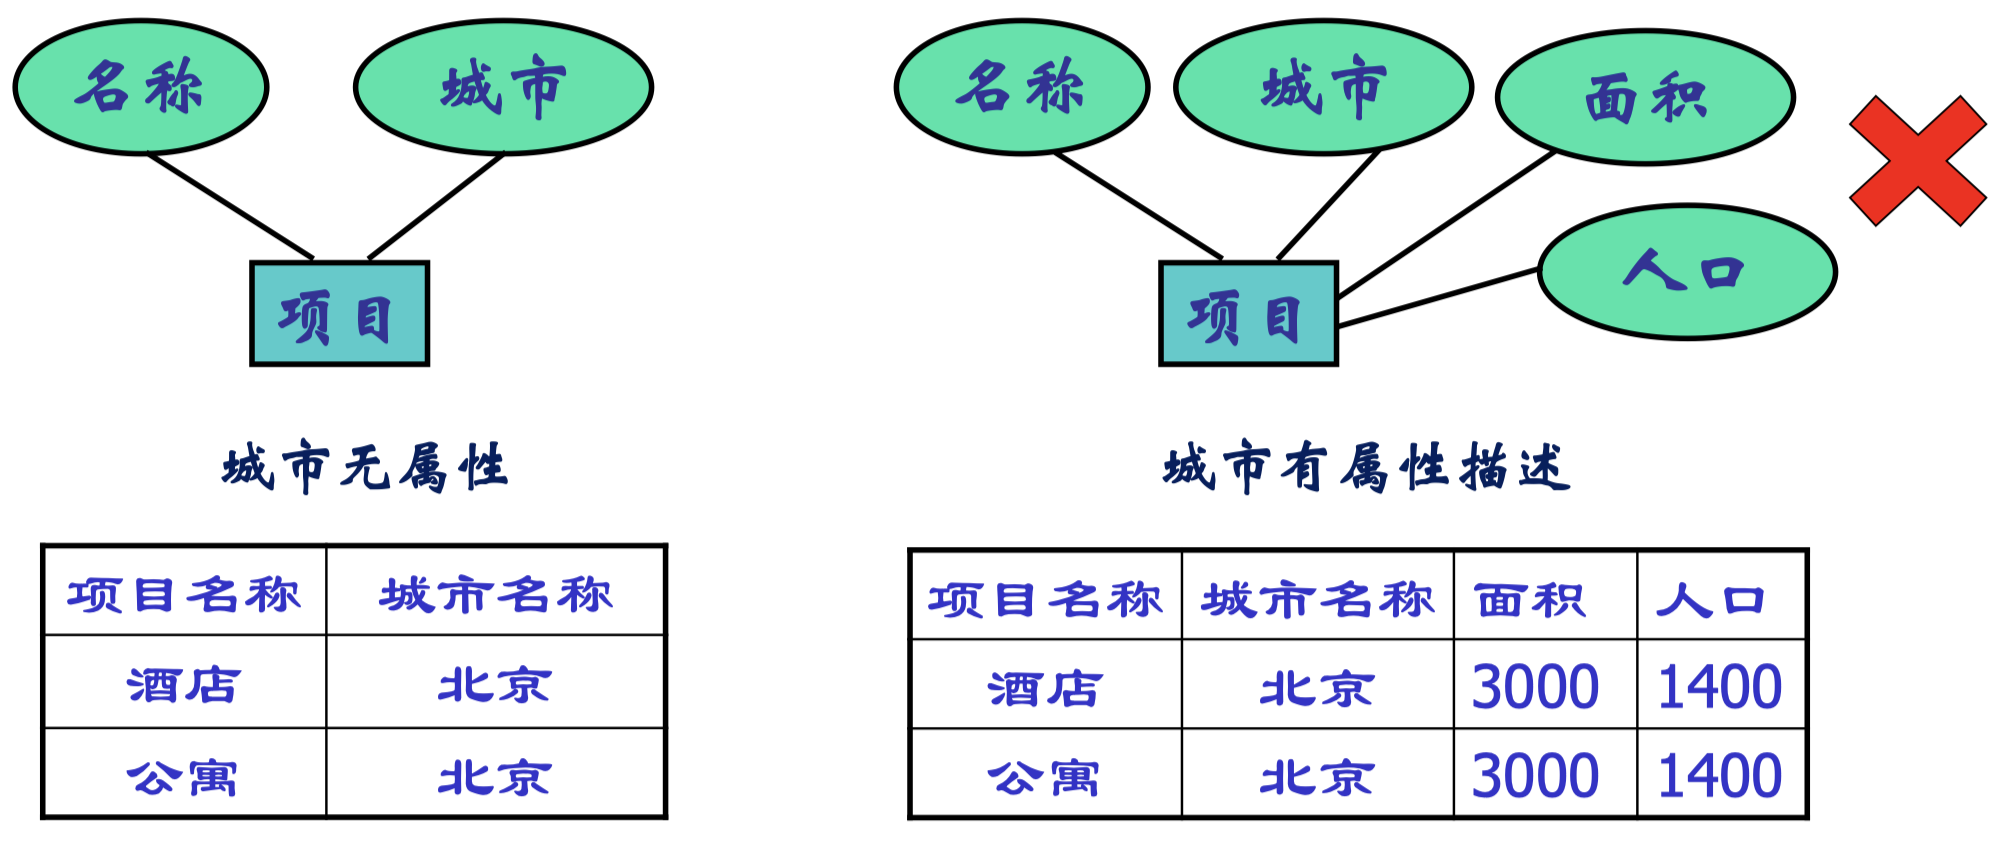 名称 城市 名称 城市 面积
人口
项目 项目
城市无属性 城市有属性描述
项目名称 城市名称
酒店 北京
公寓 北京
项目名称 城市名称 面积 人口
酒店 北京 3000 1400
公寓 北京 3000 1400